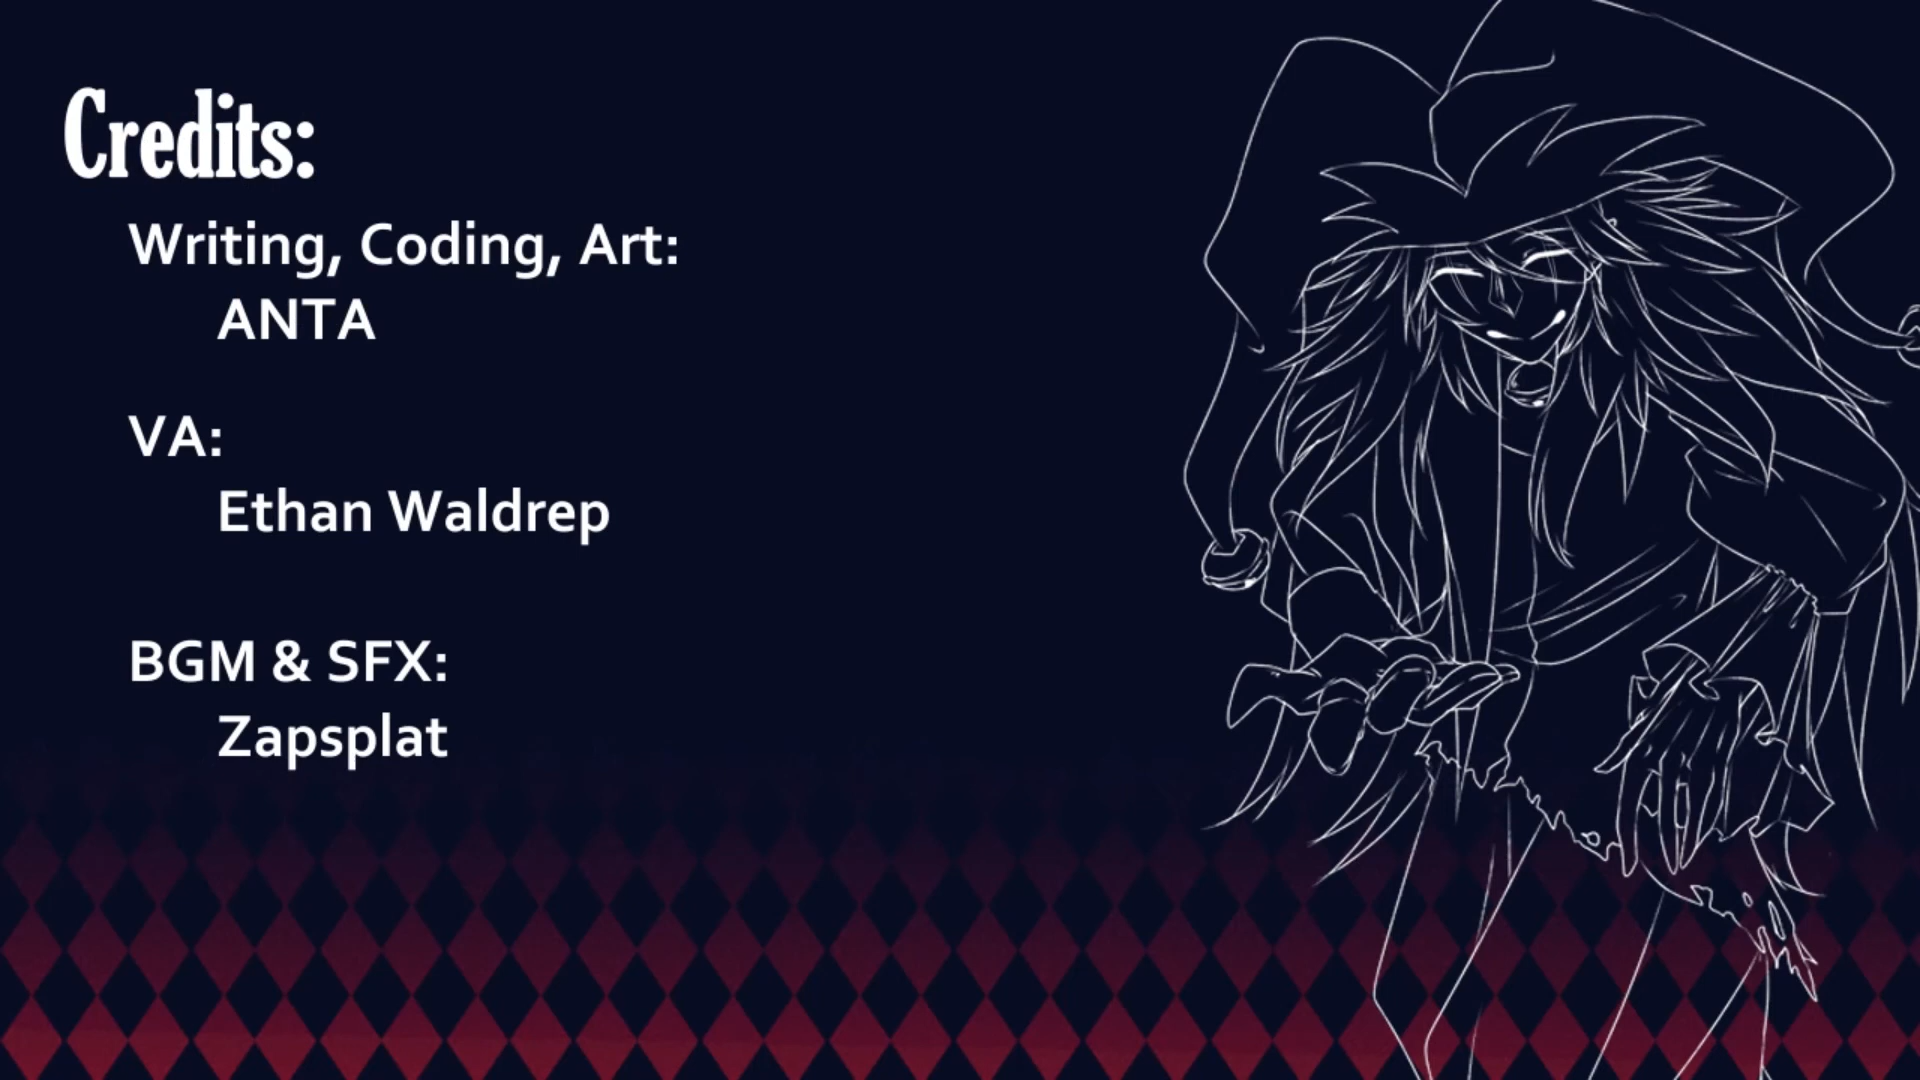 Credits:
Writing, Coding, Art:
ANTA
VA:
Ethan Waldrep
BGM & SFX:
Zapsplat